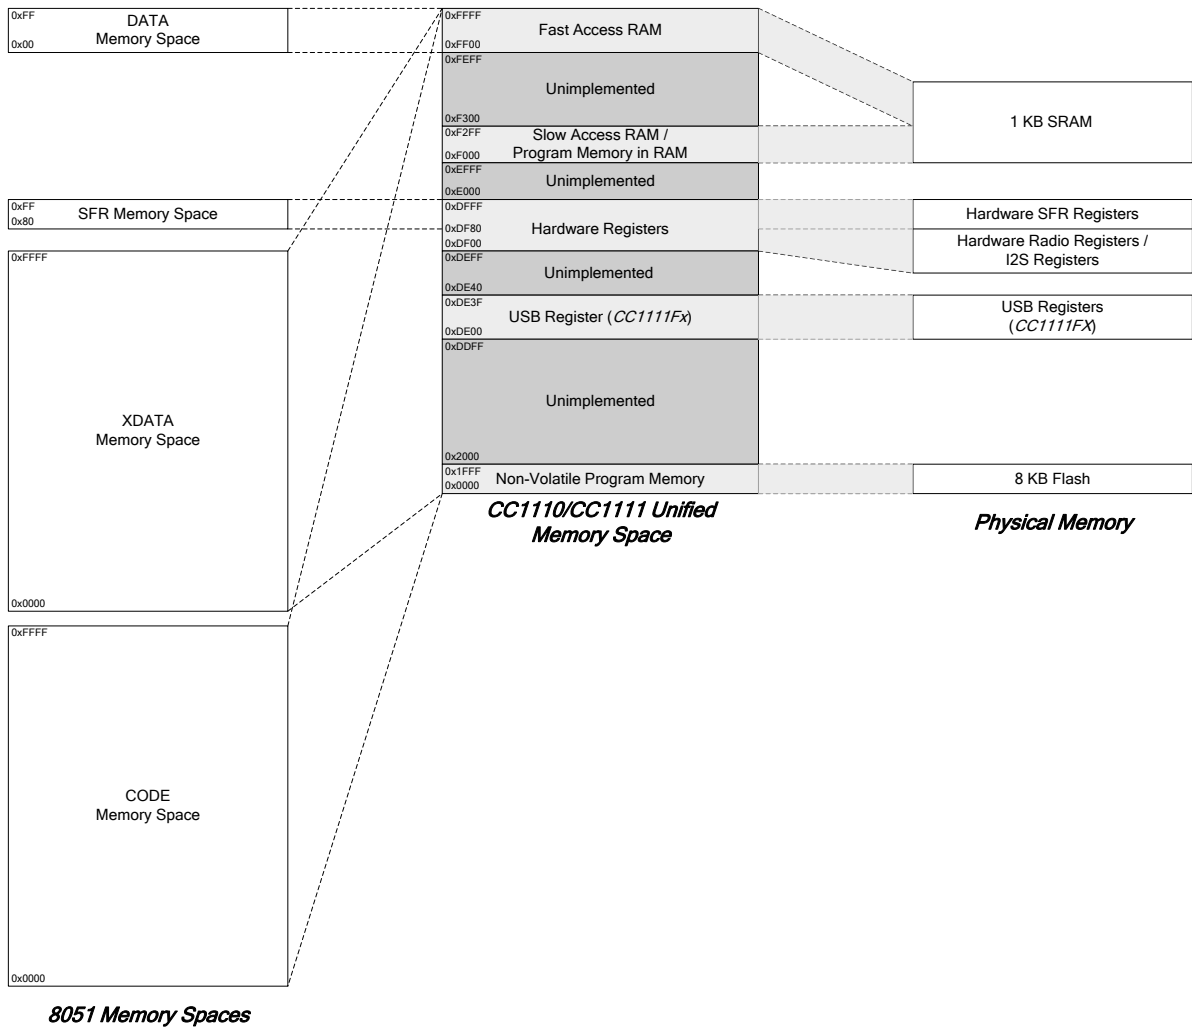 0xFF
DATA
Memory Space
0x00
0xFF
SFR Memory Space
0x80
0xFFFF
XDATA
Memory Space
0x0000
0xFFFF
CODE
Memory Space
0x0000
8051 Memory Spaces
0xFFFF
Fast Access RAM
0xFF00
0xFEFF
Unimplemented
0xF300
0xF2FF
Slow Access RAM /
Program Memory in RAM
0xF000
0xEFFF
Unimplemented
0xE000
0xDFFF
Hardware Registers
0xDF80
0xDF00
0xDEFF
Unimplemented
0xDE40
0xDE3F
USB Register (CC1111Fx)
0xDE00
0xDDFF
Unimplemented
0x2000
0x1FFF
Non-Volatile Program Memory
0x0000
CC1110/CC1111 Unified
Memory Space
1 KB SRAM
Hardware SFR Registers
Hardware Radio Registers /
I2S Registers
USB Registers
(CC1111FX)
8 KB Flash
Physical Memory